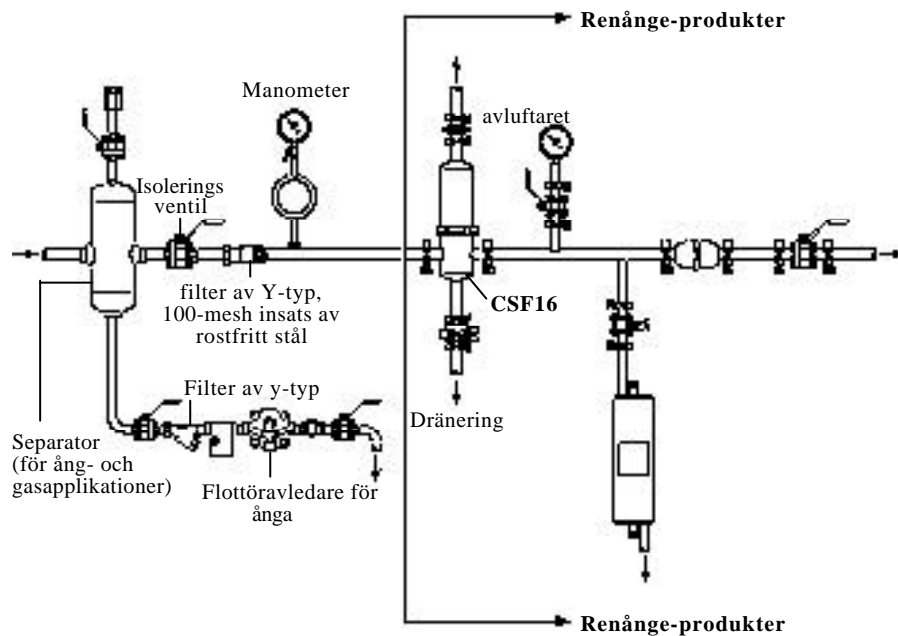 Renånge-produkter
Manometer
avluftaret
Isolerings
ventil
filter av Y-typ,
100-mesh insats av
rostfritt stål
CSF16
Filter av y-typ
Dränering
Separator
(för ång- och
gasapplikationer)
Flottöravledare för
ånga
Renånge-produkter